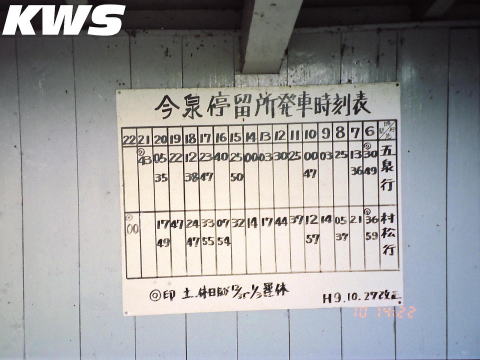 KWS
今泉停留所発車時刻表
22 21 20 19 18 17 16 15 14 13 12 11 10 9 8 7 6
43 05 22 12 23 40 25 00 03 30 25 00 03 25 13 30 五泉行
35 38 47 50 47 36 49
00 17 47 24 33 07 32 14 17 44 37 12 14 05 21 36 村松行
49 47 55 54 57 37 59
◎印 土、休日 12/31~1/3 運休
H9.10.27改正